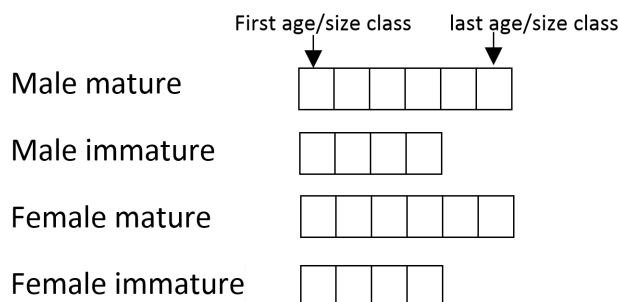 First age/size class last age/size class
Male mature
Male immature
Female mature
Female immature